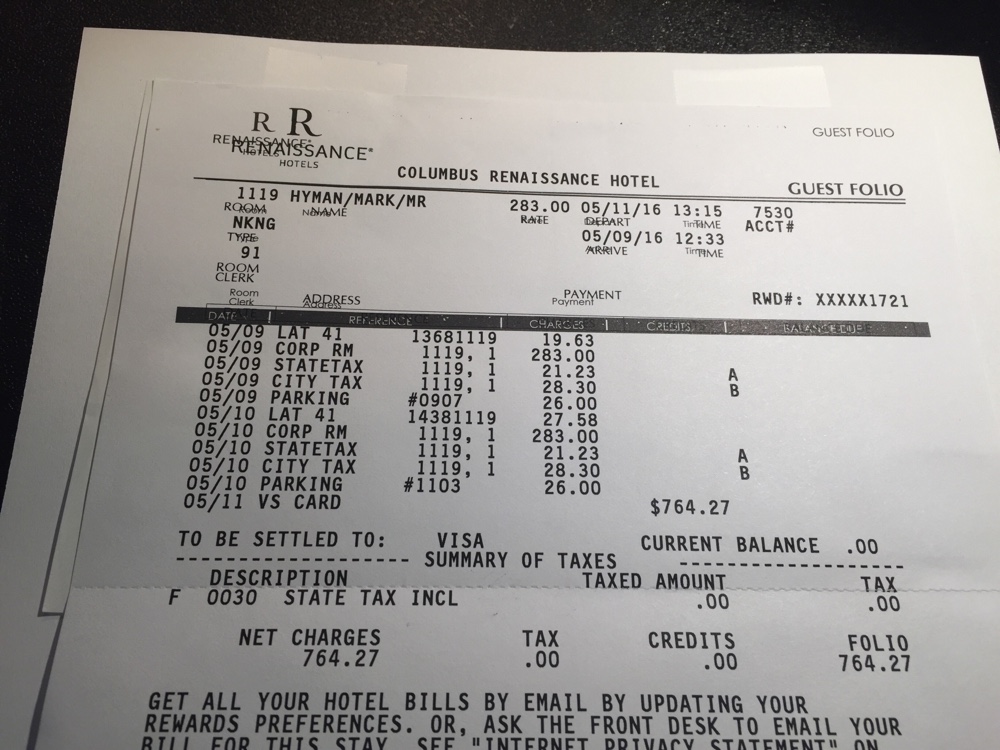 R R
GUEST FOLIO
RENAISSANCE
RENAISSANCE
HOTELS
HOTELS
COLUMBUS RENAISSANCE HOTEL
GUEST FOLIO
1119 HYMAN/MARK/MR 283.00 05/11/16 13:15 7530
ROOM NAME RATE DEPART TIME ACCT#
Room Name Time
NKNG 05/09/16 12:33
TYPE ARRIVE TIME
91
ROOM
CLERK
Room
Clerk
ADDRESS PAYMENT RWD#: XXXXX1721
Address Payment
DATE REFERENCE CHARGES CREDITS BALANCE DUE
05/09 LAT 41 13681119 19.63
05/09 CORP RM 1119, 1 283.00
05/09 STATETAX 1119, 1 21.23 A
05/09 CITY TAX 1119, 1 28.30 B
05/09 PARKING #0907 26.00
05/10 LAT 41 14381119 27.58
05/10 CORP RM 1119, 1 283.00
05/10 STATETAX 1119, 1 21.23 A
05/10 CITY TAX 1119, 1 28.30 B
05/10 PARKING #1103 26.00
05/11 VS CARD $764.27
TO BE SETTLED TO: VISA CURRENT BALANCE .00
-------------------- SUMMARY OF TAXES --------------------
DESCRIPTION TAXED AMOUNT TAX
F 0030 STATE TAX INCL .00 .00
NET CHARGES TAX CREDITS FOLIO
764.27 .00 .00 764.27
GET ALL YOUR HOTEL BILLS BY EMAIL BY UPDATING YOUR
REWARDS PREFERENCES. OR, ASK THE FRONT DESK TO EMAIL YOUR
BILL FOR THIS STAY. SEE "INTERNET PRIVACY STATEMENT" ON